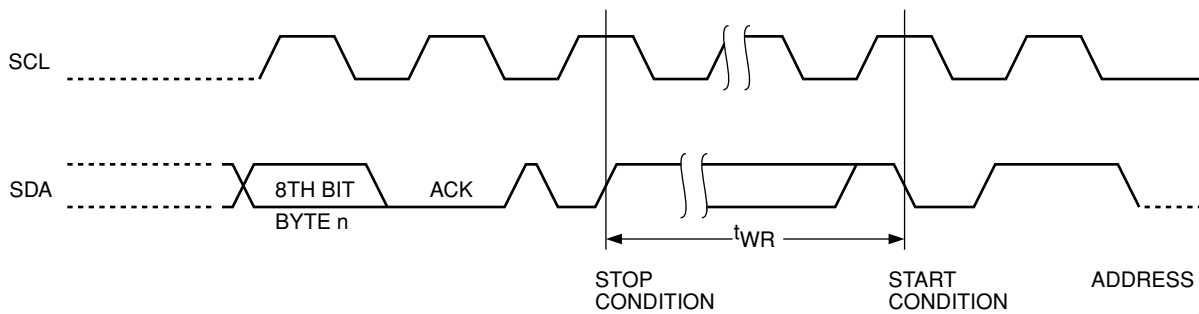 SCL
SDA
8TH BIT
BYTE n
ACK
tWR
STOP
CONDITION
START
CONDITION
ADDRESS